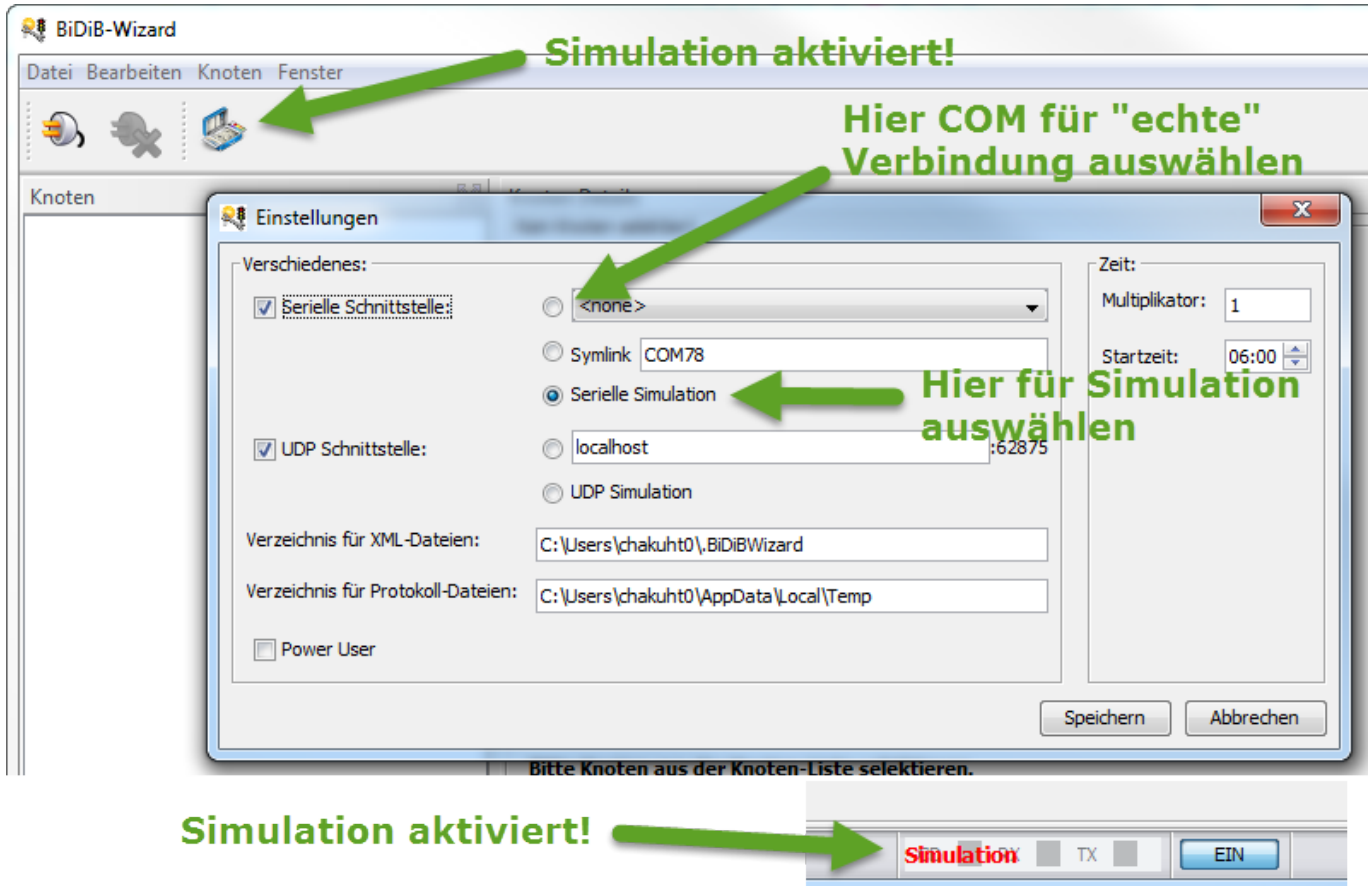 BiDiB-Wizard
Simulation aktiviert!
Datei Bearbeiten Knoten Fenster
Hier COM für "echte"
Verbindung auswählen
Knoten
Einstellungen
Verschiedenes:
Zeit:
Serielle Schnittstelle:
<none>
Multiplikator: 1
Symlink COM78
Startzeit: 06:00
Serielle Simulation
Hier für Simulation
auswählen
UDP Schnittstelle:
localhost :62875
UDP Simulation
Verzeichnis für XML-Dateien: C:\Users\chakuht0\.BiDiBWizard
Verzeichnis für Protokoll-Dateien: C:\Users\chakuht0\AppData\Local\Temp
Power User
Speichern Abbrechen
Bitte Knoten aus der Knoten-Liste selektieren.
Simulation aktiviert!
Simulation TX EIN